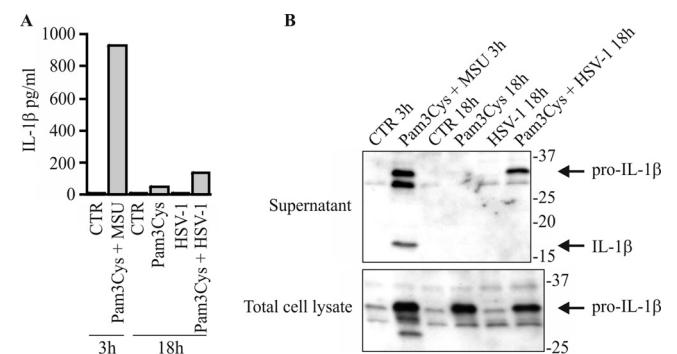 A
IL-1β pg/ml
1000
800
600
400
200
0
CTR
Pam3Cys + MSU
CTR
Pam3Cys
HSV-1
Pam3Cys + HSV-1
3h
18h
B
CTR 3h
Pam3Cys + MSU 3h
CTR 18h
Pam3Cys 18h
HSV-1 18h
Pam3Cys + HSV-1 18h
Supernatant
-37
pro-IL-1β
-25
-20
IL-1β
-15
Total cell lysate
-37
pro-IL-1β
-25